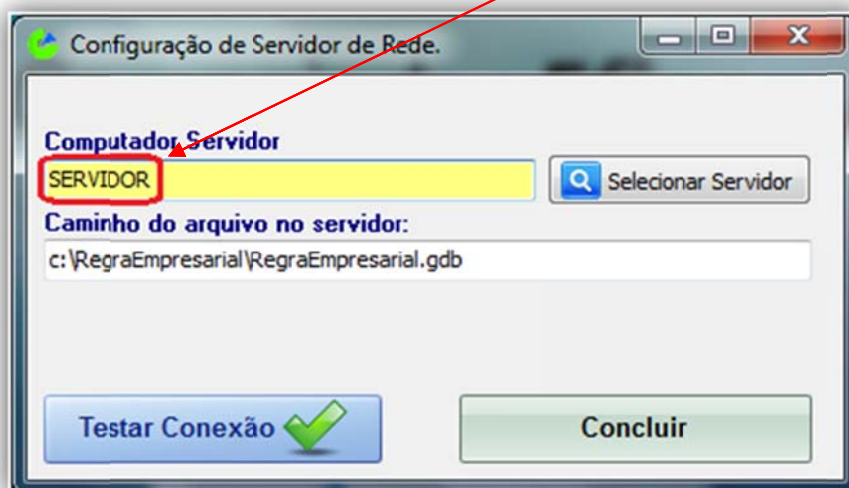 Configuração de Servidor de Rede.
Computador Servidor
SERVIDOR
Selecionar Servidor
Caminho do arquivo no servidor:
c:\RegraEmpresarial\RegraEmpresarial.gdb
Testar Conexão
Concluir